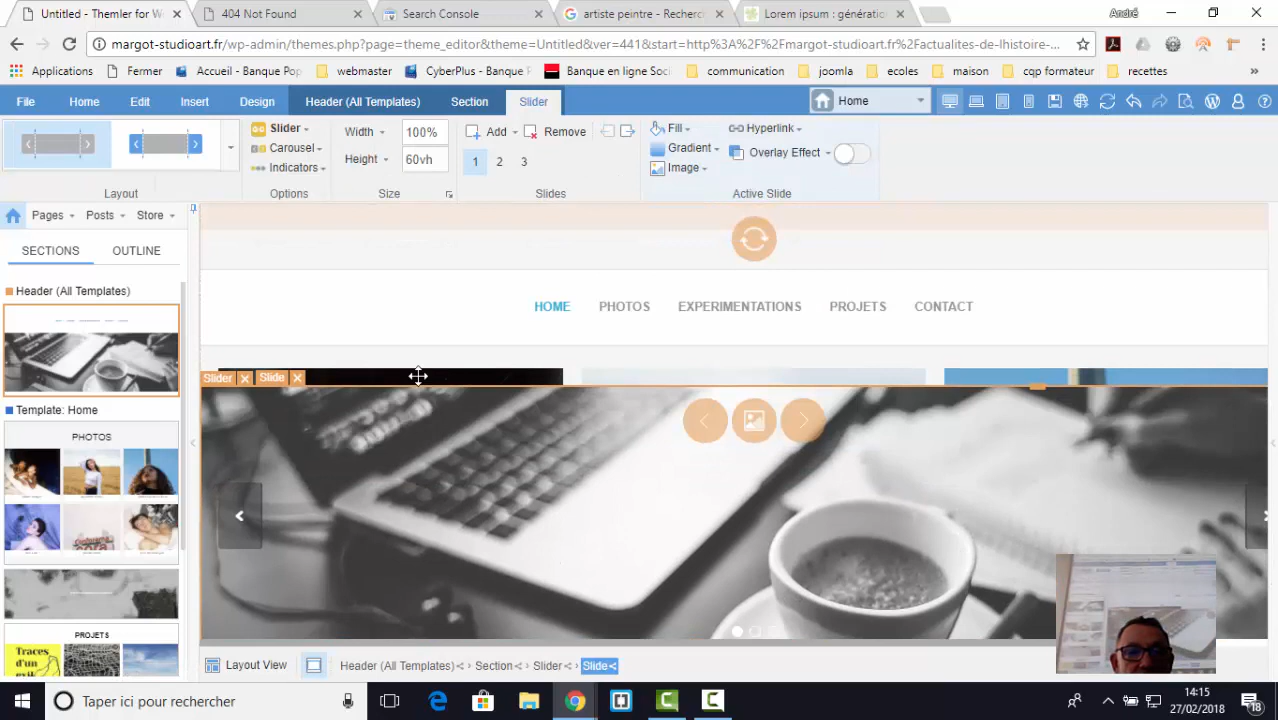 Untitled - Themler for W
404 Not Found
Search Console
artiste peintre - Recherc
Lorem ipsum : génératio
André
margot-studioart.fr/wp-admin/themes.php?page=theme_editor&theme=Untitled&ver=441&start=http%3A%2F%2Fmargot-studioart.fr%2Factualites-de-lhistoire-...
Applications Fermer Accueil - Banque Pop webmaster CyberPlus - Banque P Banque en ligne Soci communication joomla ecoles maison cqp formateur recettes »
File Home Edit Insert Design Header (All Templates) Section Slider Home
Slider Width 100% Add Remove Fill Hyperlink
Carousel Height 60vh 1 2 3 Gradient Overlay Effect
Indicators Image
Layout Options Size Slides Active Slide
Pages Posts Store
SECTIONS OUTLINE
Header (All Templates)
HOME PHOTOS EXPERIMENTATIONS PROJETS CONTACT
Slider Slide
Template: Home
PHOTOS
PROJETS
Traces
d'un
Layout View Header (All Templates) Section Slider Slide
Taper ici pour rechercher
14:15
27/02/2018
18